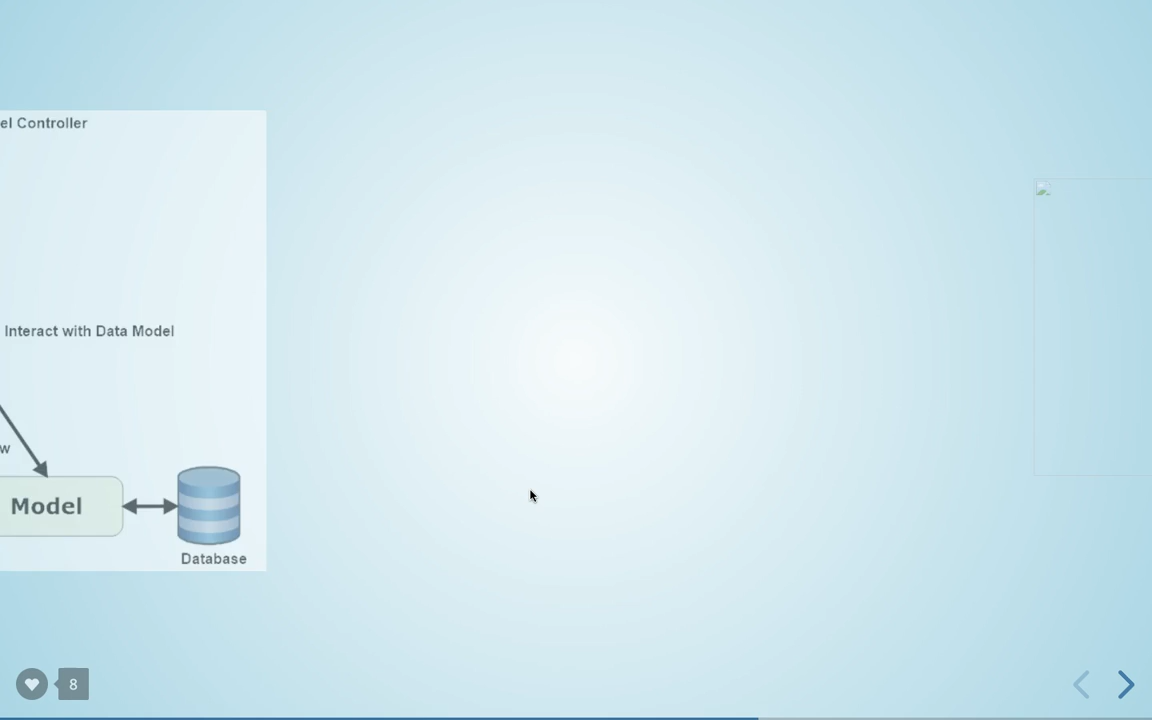 el Controller
Interact with Data Model
w
Model
Database
8